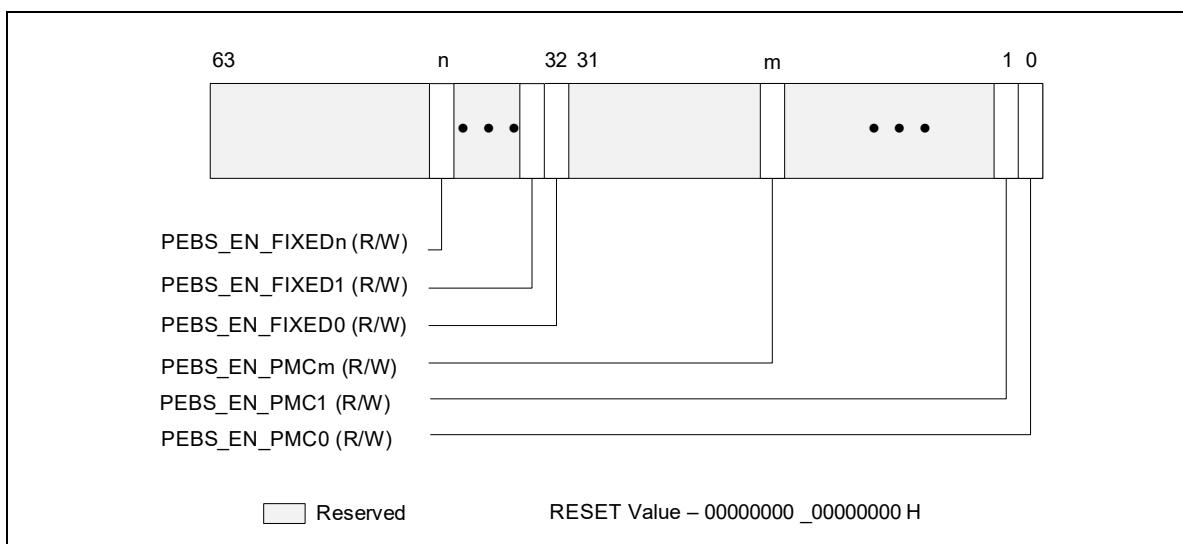 63 n 32 31 m 1 0
PEBS_EN_FIXEDn (R/W)
PEBS_EN_FIXED1 (R/W)
PEBS_EN_FIXED0 (R/W)
PEBS_EN_PMCm (R/W)
PEBS_EN_PMC1 (R/W)
PEBS_EN_PMC0 (R/W)
Reserved RESET Value – 00000000 _00000000 H